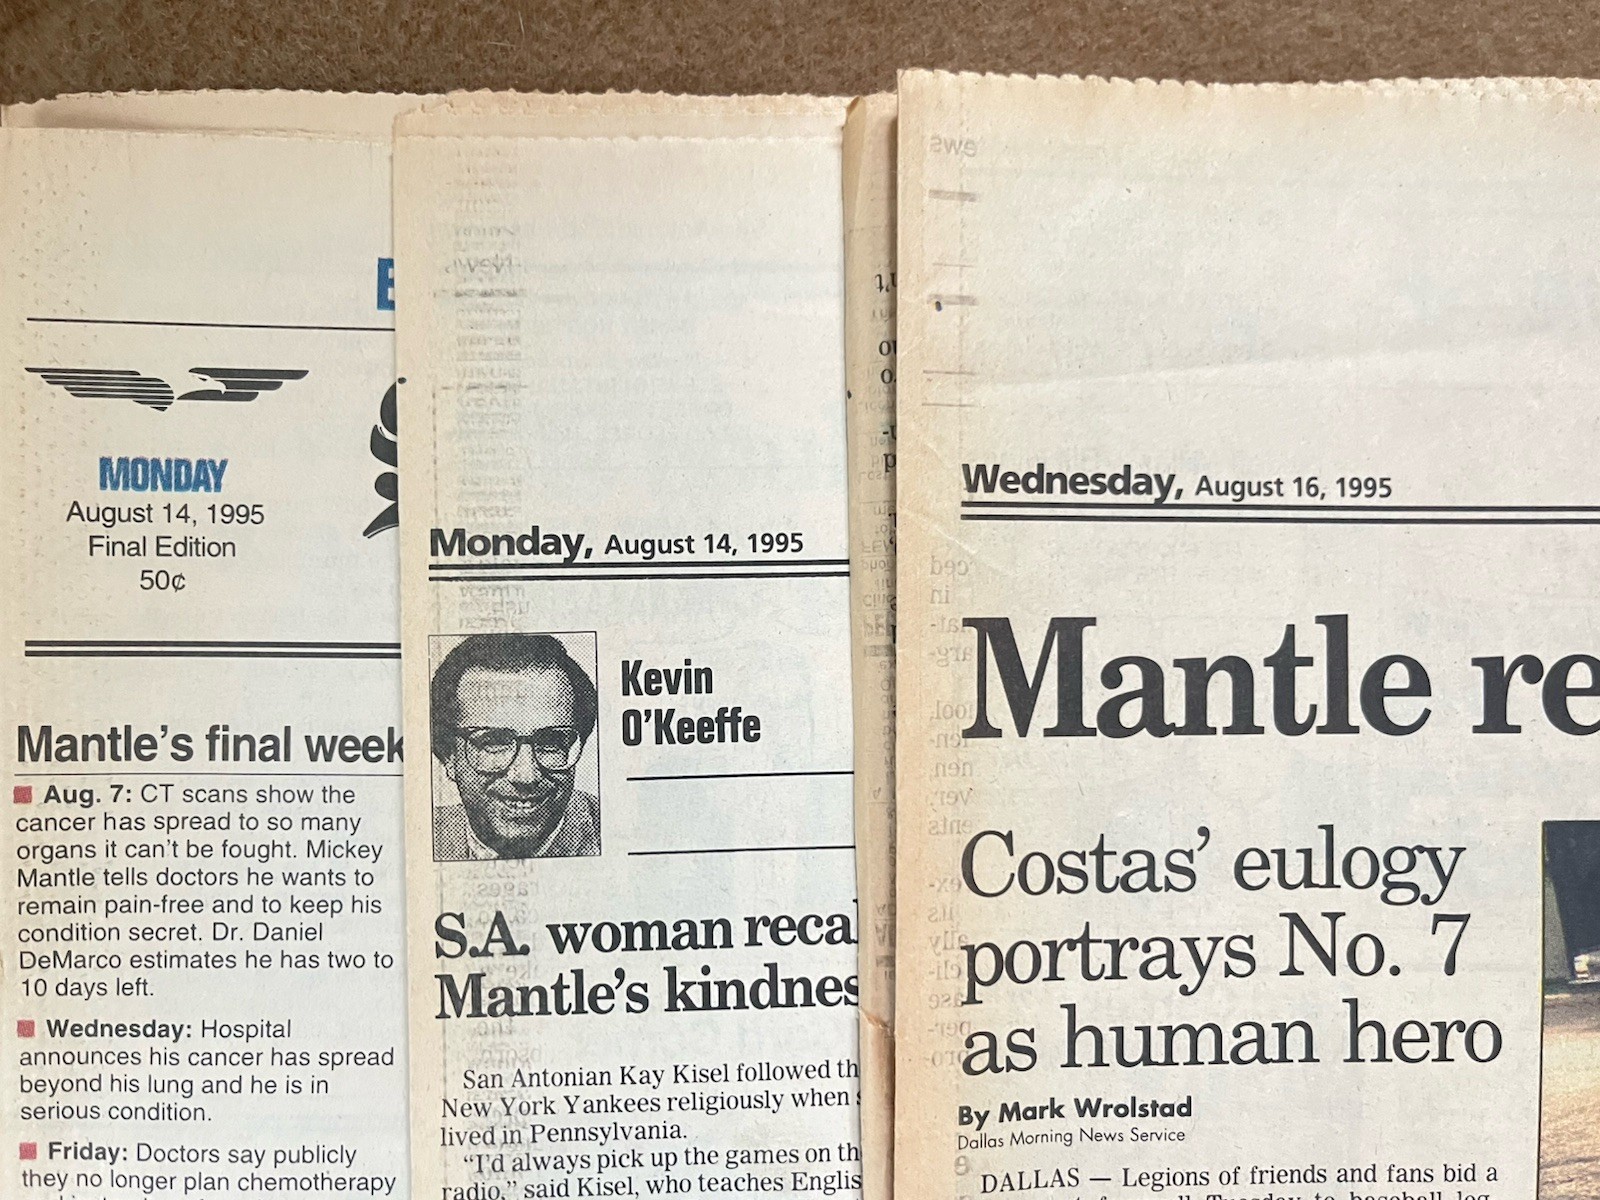 MONDAY
August 14, 1995
Final Edition
50¢
Mantle's final week
Aug. 7: CT scans show the
cancer has spread to so many
organs it can't be fought. Mickey
Mantle tells doctors he wants to
remain pain-free and to keep his
condition secret. Dr. Daniel
DeMarco estimates he has two to
10 days left.
Wednesday: Hospital
announces his cancer has spread
beyond his lung and he is in
serious condition.
Friday: Doctors say publicly
they no longer plan chemotherapy
Monday, August 14, 1995
Kevin
O'Keeffe
S.A. woman reca
Mantle's kindnes
San Antonian Kay Kisel followed th
New York Yankees religiously when
lived in Pennsylvania.
"I'd always pick up the games on th
radio," said Kisel, who teaches Englis
Wednesday, August 16, 1995
Mantle re
Costas' eulogy
portrays No. 7
as human hero
By Mark Wrolstad
Dallas Morning News Service
DALLAS — Legions of friends and fans bid a